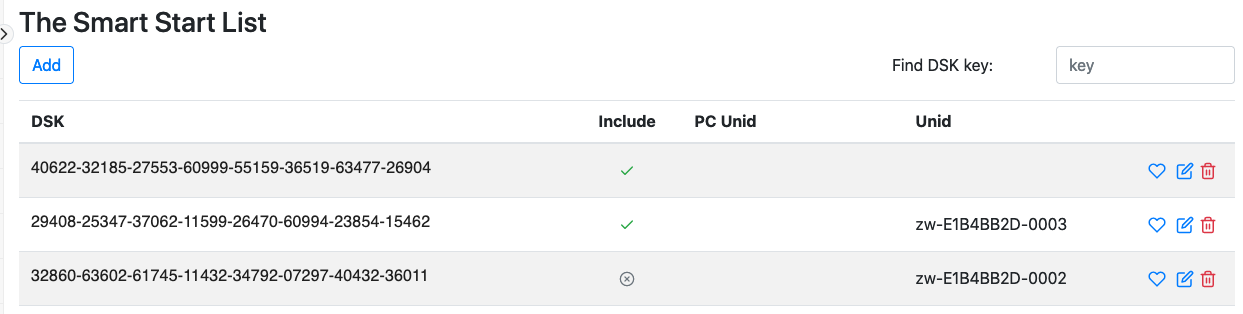 The Smart Start List
Add Find DSK key: key
DSK Include PC Unid Unid
40622-32185-27553-60999-55159-36519-63477-26904
29408-25347-37062-11599-26470-60994-23854-15462 zw-E1B4BB2D-0003
32860-63602-61745-11432-34792-07297-40432-36011 zw-E1B4BB2D-0002